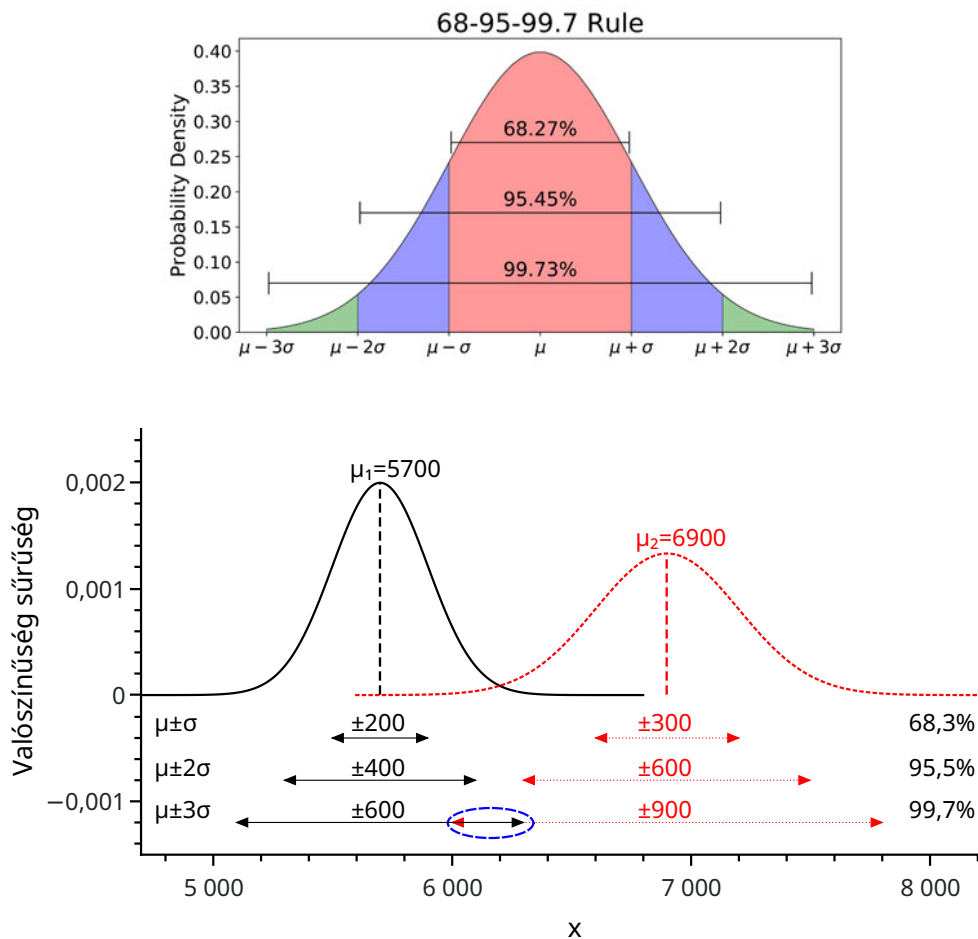 68-95-99.7 Rule
0.40
0.35
0.30
0.25
0.20
0.15
0.10
0.05
0.00
Probability Density
68.27%
95.45%
99.73%
μ − 3σ μ − 2σ μ − σ μ μ + σ μ + 2σ μ + 3σ
μ₁=5700
μ₂=6900
0,002
0,001
0
−0,001
Valószínűség sűrűség
μ±σ ±200 ±300 68,3%
μ±2σ ±400 ±600 95,5%
μ±3σ ±600 ±900 99,7%
5 000 6 000 7 000 8 000
x